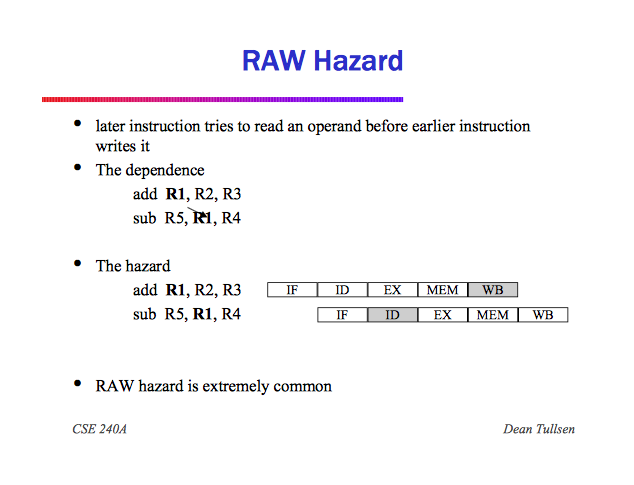 RAW Hazard
• later instruction tries to read an operand before earlier instruction
writes it
• The dependence
add R1, R2, R3
sub R5, R1, R4
• The hazard
add R1, R2, R3 IF ID EX MEM WB
sub R5, R1, R4 IF ID EX MEM WB
• RAW hazard is extremely common
CSE 240A Dean Tullsen